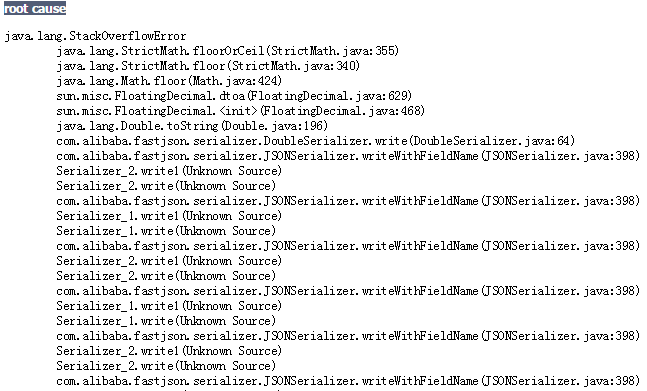 root cause
java.lang.StackOverflowError
java.lang.StrictMath.floorOrCeil(StrictMath.java:355)
java.lang.StrictMath.floor(StrictMath.java:340)
java.lang.Math.floor(Math.java:424)
sun.misc.FloatingDecimal.dtoa(FloatingDecimal.java:629)
sun.misc.FloatingDecimal.<init>(FloatingDecimal.java:468)
java.lang.Double.toString(Double.java:196)
com.alibaba.fastjson.serializer.DoubleSerializer.write(DoubleSerializer.java:64)
com.alibaba.fastjson.serializer.JSONSerializer.writeWithFieldName(JSONSerializer.java:398)
Serializer_2.write1(Unknown Source)
Serializer_2.write(Unknown Source)
com.alibaba.fastjson.serializer.JSONSerializer.writeWithFieldName(JSONSerializer.java:398)
Serializer_1.write1(Unknown Source)
Serializer_1.write(Unknown Source)
com.alibaba.fastjson.serializer.JSONSerializer.writeWithFieldName(JSONSerializer.java:398)
Serializer_2.write1(Unknown Source)
Serializer_2.write(Unknown Source)
com.alibaba.fastjson.serializer.JSONSerializer.writeWithFieldName(JSONSerializer.java:398)
Serializer_1.write1(Unknown Source)
Serializer_1.write(Unknown Source)
com.alibaba.fastjson.serializer.JSONSerializer.writeWithFieldName(JSONSerializer.java:398)
Serializer_2.write1(Unknown Source)
Serializer_2.write(Unknown Source)
com.alibaba.fastjson.serializer.JSONSerializer.writeWithFieldName(JSONSerializer.java:398)